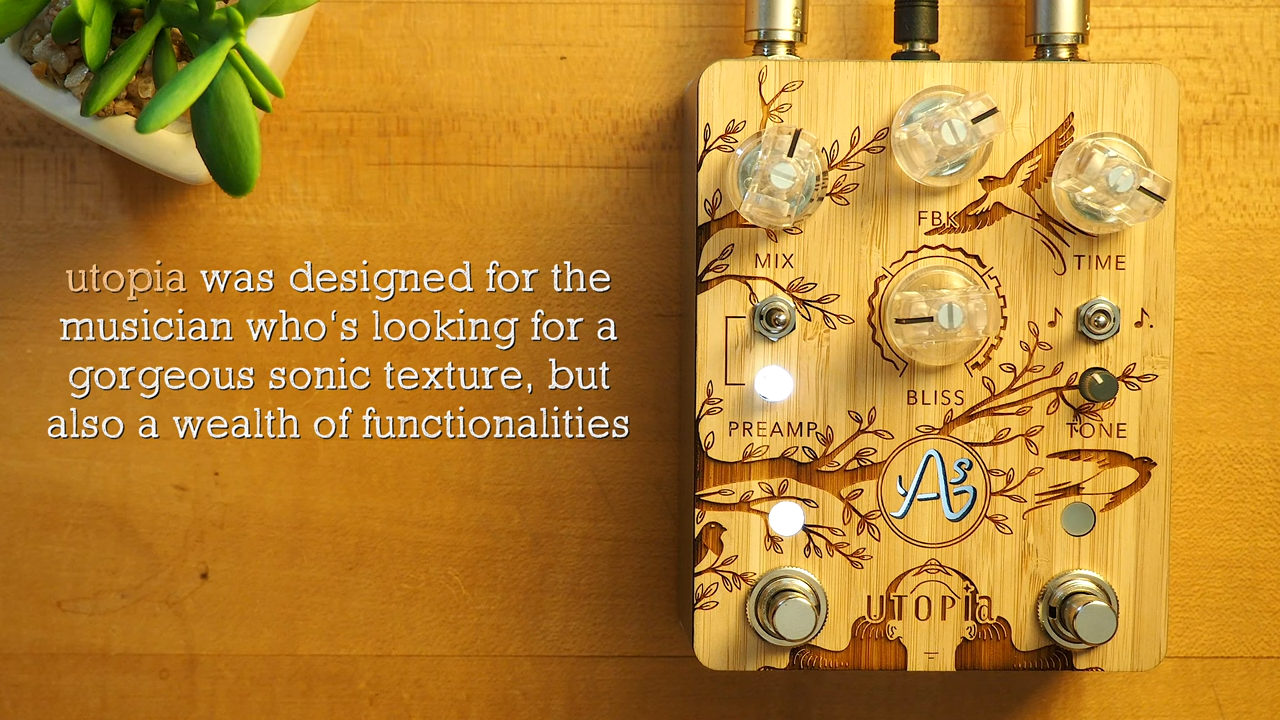 utopia was designed for the
musician who's looking for a
gorgeous sonic texture, but
also a wealth of functionalities
FBK
MIX
TIME
BLISS
PREAMP
TONE
AS
UTOPia